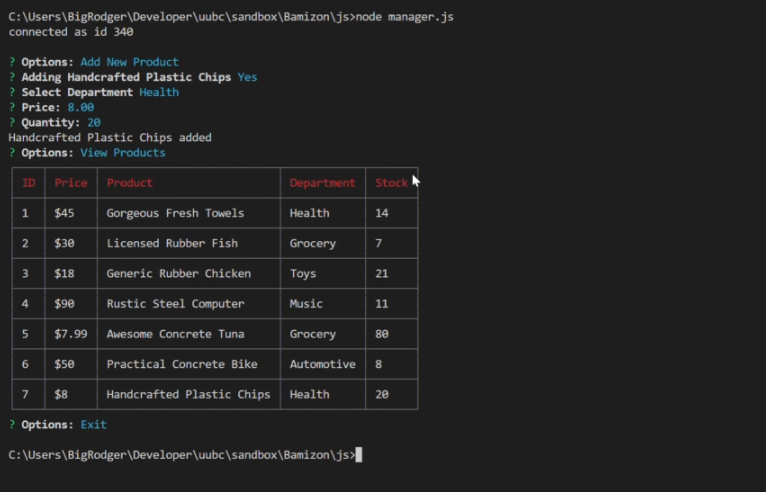 C:\Users\BigRodger\Developer\uubc\sandbox\Bamizon\js>node manager.js
connected as id 340
? Options: Add New Product
? Adding Handcrafted Plastic Chips Yes
? Select Department Health
? Price: 8.00
? Quantity: 20
Handcrafted Plastic Chips added
? Options: View Products
ID Price Product Department Stock
1 $45 Gorgeous Fresh Towels Health 14
2 $30 Licensed Rubber Fish Grocery 7
3 $18 Generic Rubber Chicken Toys 21
4 $90 Rustic Steel Computer Music 11
5 $7.99 Awesome Concrete Tuna Grocery 80
6 $50 Practical Concrete Bike Automotive 8
7 $8 Handcrafted Plastic Chips Health 20
? Options: Exit
C:\Users\BigRodger\Developer\uubc\sandbox\Bamizon\js>